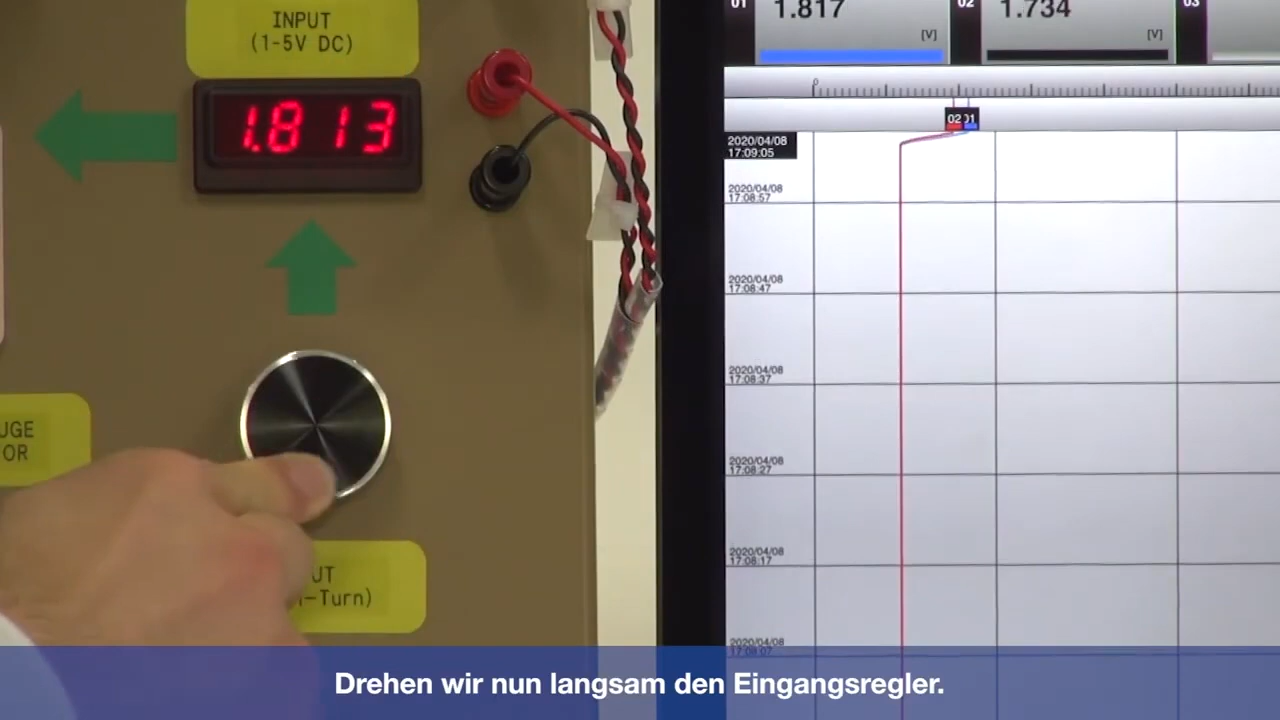 INPUT
(1-5V DC)
1.813
UGE
OR
UT
-Turn)
01
1.817
[V]
02
1.734
[V]
03
0
02
01
2020/04/08
17:09:05
2020/04/08
17:08:57
2020/04/08
17:08:47
2020/04/08
17:08:37
2020/04/08
17:08:27
2020/04/08
17:08:17
2020/04/08
17:08:07
Drehen wir nun langsam den Eingangsregler.